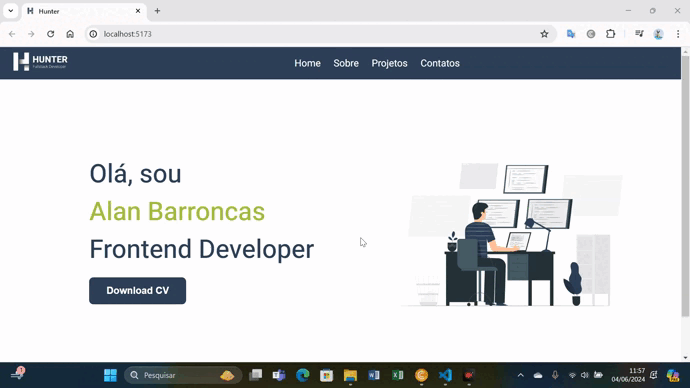 Hunter
localhost:5173
HUNTER
Fullstack Developer
Home Sobre Projetos Contatos
Olá, sou
Alan Barroncas
Frontend Developer
Download CV
Pesquisar
11:57
04/06/2024